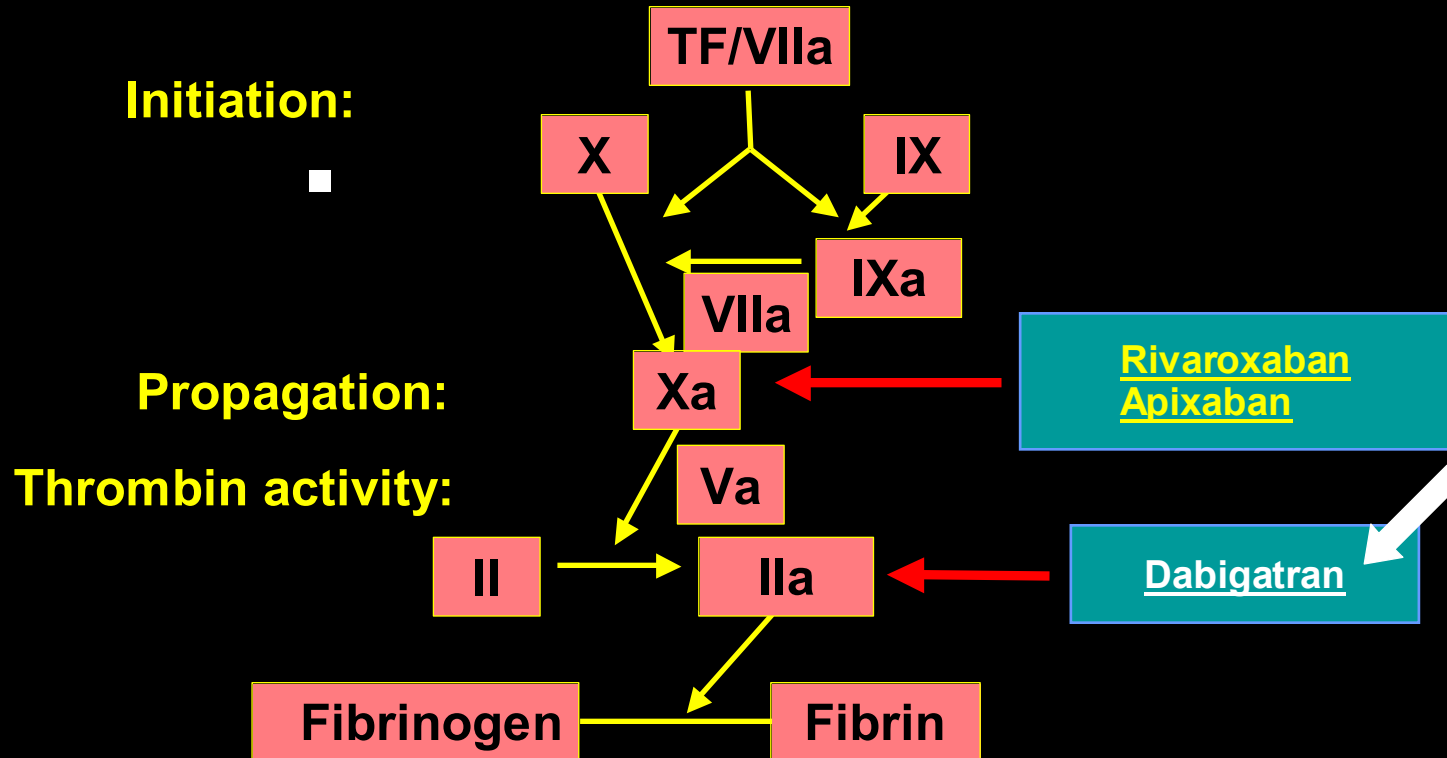 TF/VIIa
Initiation:
X
IX
IXa
VIIa
Rivaroxaban
Apixaban
Propagation:
Xa
Thrombin activity:
Va
II
IIa
Dabigatran
Fibrinogen
Fibrin